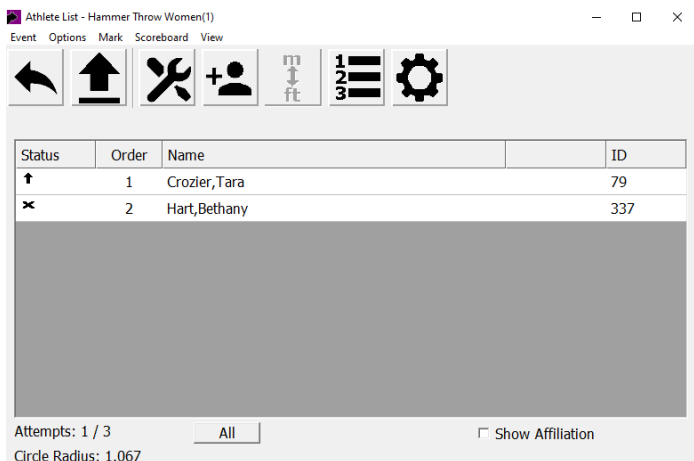 Athlete List - Hammer Throw Women(1)
Event Options Mark Scoreboard View
m
ft
1
2
3
Status Order Name ID
1 Crozier,Tara 79
2 Hart,Bethany 337
Attempts: 1 / 3 All Show Affiliation
Circle Radius: 1.067